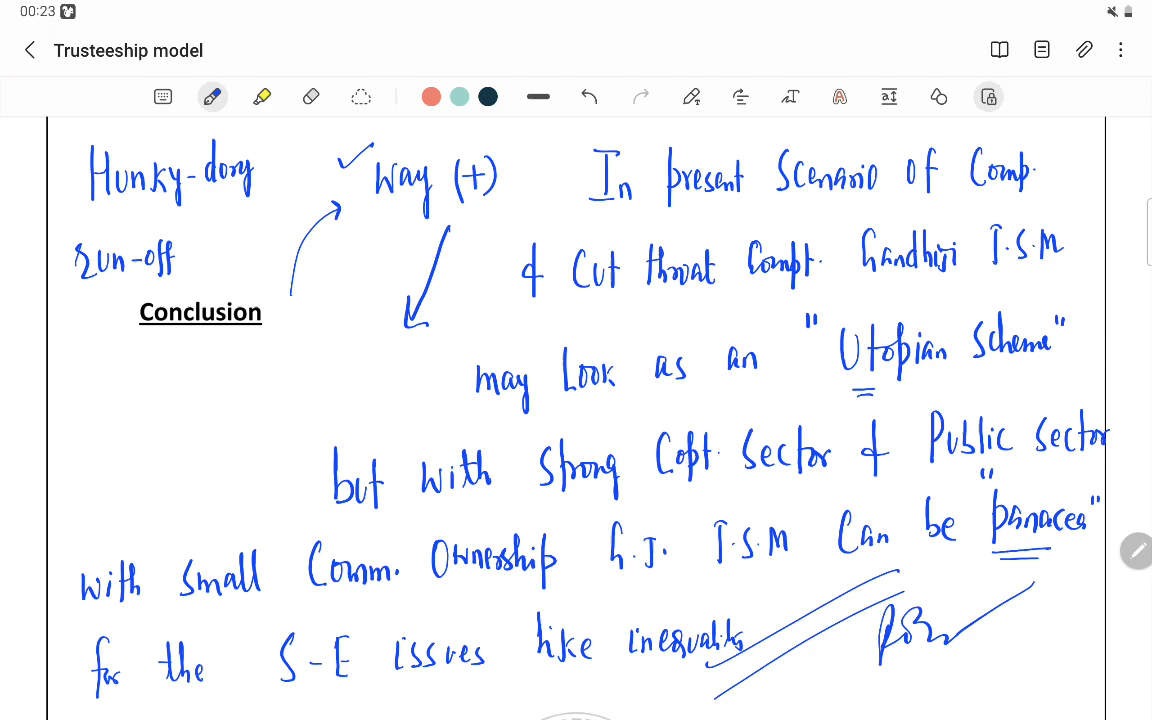 00:23
Trusteeship model
Hunky-dory way (+) In present Scenario of Comp.
run-off & Cut throat Compt. Gandhiji T.S.M
Conclusion
may Look as an "Utopian Scheme"
but with strong Copt. Sector & Public sector
with small Comm. Ownership G.J. T.S.M Can be "panacea"
for the S-E issues like inequality